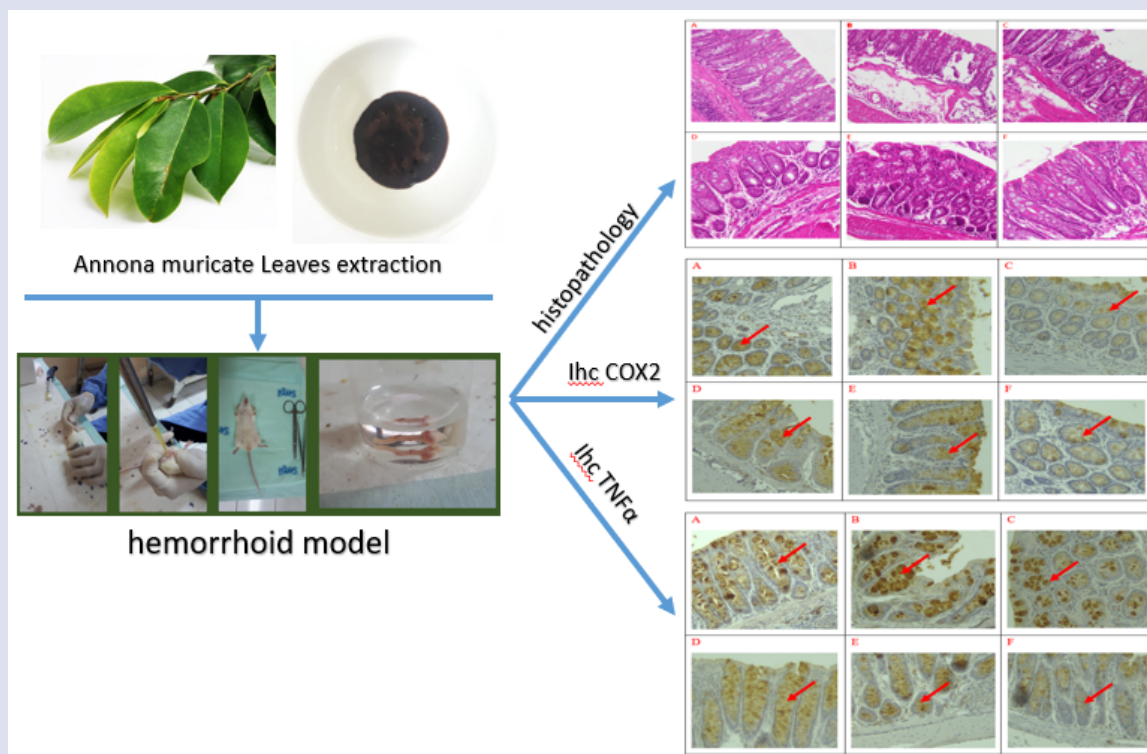 Annona muricate Leaves extraction
hemorrhoid model
histopathology
Ihc COX2
Ihc TNFα
A
B
C
D
E
F
A
B
C
D
E
F
A
B
C
D
E
F